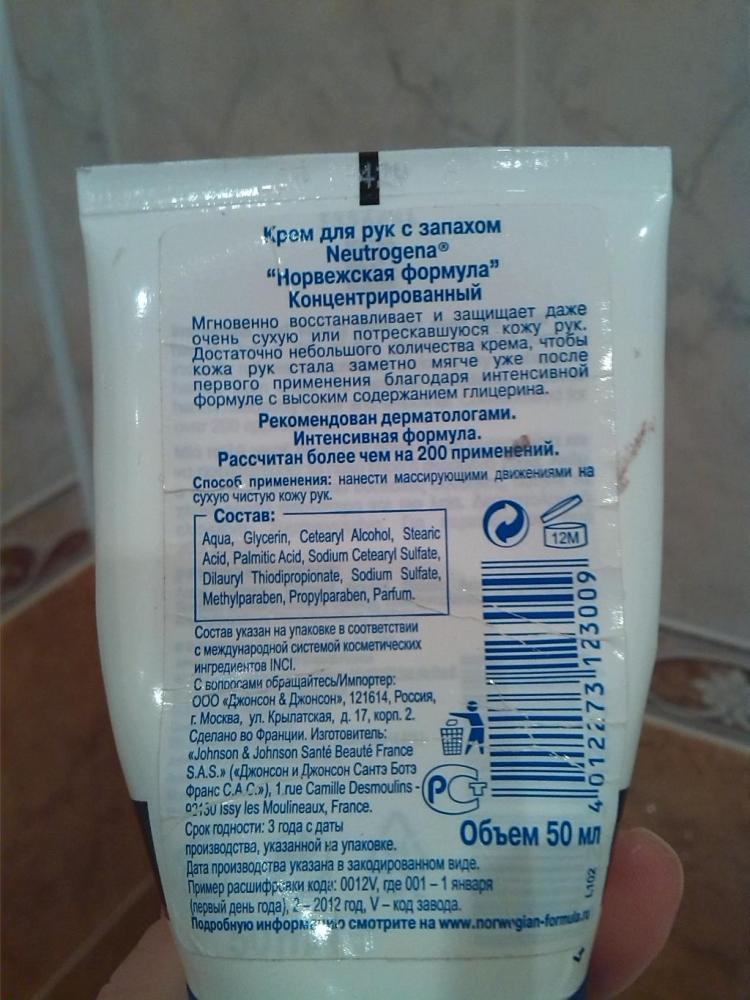 Крем для рук с запахом
Neutrogena®
“Норвежская формула”
Концентрированный
Мгновенно восстанавливает и защищает даже
очень сухую или потрескавшуюся кожу рук.
Достаточно небольшого количества крема, чтобы
кожа рук стала заметно мягче уже после
первого применения благодаря интенсивной
формуле с высоким содержанием глицерина.
Рекомендован дерматологами.
Интенсивная формула.
Рассчитан более чем на 200 применений.
Способ применения: нанести массирующими движениями на
сухую чистую кожу рук.
Состав:
Aqua, Glycerin, Cetearyl Alcohol, Stearic
Acid, Palmitic Acid, Sodium Cetearyl Sulfate,
Dilauryl Thiodipropionate, Sodium Sulfate,
Methylparaben, Propylparaben, Parfum.
12M
Состав указан на упаковке в соответствии
с международной системой косметических
ингредиентов INCI.
С вопросами обращайтесь/Импортер:
ООО «Джонсон & Джонсон», 121614, Россия,
г. Москва, ул. Крылатская, д. 17, корп. 2.
Сделано во Франции. Изготовитель:
«Johnson & Johnson Santé Beauté France
S.A.S.» («Джонсон и Джонсон Сантэ Ботэ
Франс С.А.С.»), 1.rue Camille Desmoulins -
92130 Issy les Moulineaux, France.
Срок годности: 3 года с даты
производства, указанной на упаковке.
Дата производства указана в закодированном виде.
Пример расшифровки кода: 0012V, где 001 – 1 января
(первый день года), 2 – 2012 год, V – код завода.
Подробную информацию смотрите на www.norwegian-formula.ru
4 012273 123009
РСТ
Объем 50 мл
L102